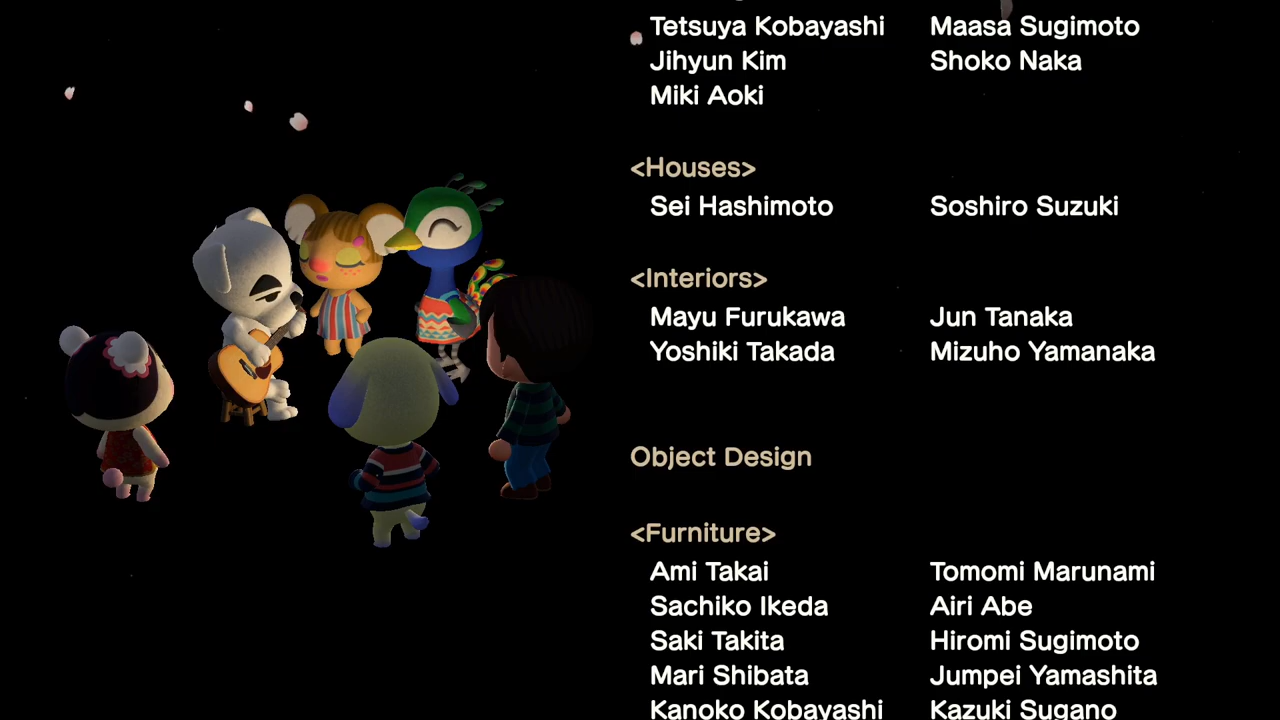 Tetsuya Kobayashi Maasa Sugimoto
Jihyun Kim Shoko Naka
Miki Aoki
<Houses>
Sei Hashimoto Soshiro Suzuki
<Interiors>
Mayu Furukawa Jun Tanaka
Yoshiki Takada Mizuho Yamanaka
Object Design
<Furniture>
Ami Takai Tomomi Marunami
Sachiko Ikeda Airi Abe
Saki Takita Hiromi Sugimoto
Mari Shibata Jumpei Yamashita
Kanoko Kobayashi Kazuki Sugano